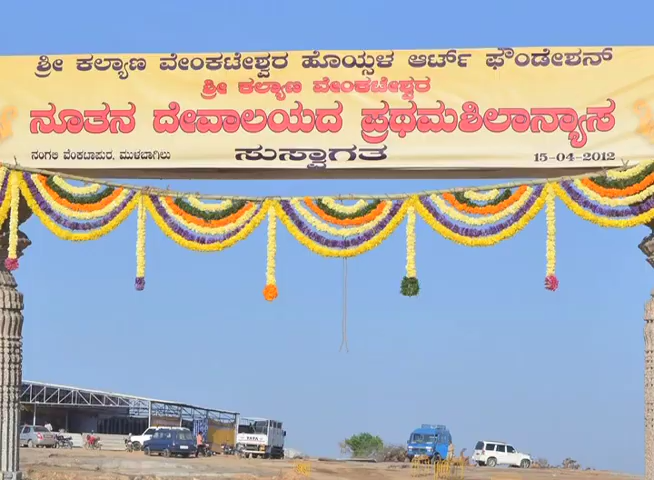 ಶ್ರೀ ಕಲ್ಯಾಣ ವೇಂಕಟೇಶ್ವರ ಹೊಯ್ಸಳ ಆರ್ಟ್ ಫೌಂಡೇಶನ್
ಶ್ರೀ ಕಲ್ಯಾಣ ವೇಂಕಟೇಶ್ವರ
ನೂತನ ದೇವಾಲಯದ ಪ್ರಥಮಶಿಲಾನ್ಯಾಸ
ನಂಗಲಿ ವೆಂಕಟಾಪುರ, ಮುಳಬಾಗಿಲು ಸುಸ್ವಾಗತ 15-04-2012
TATA